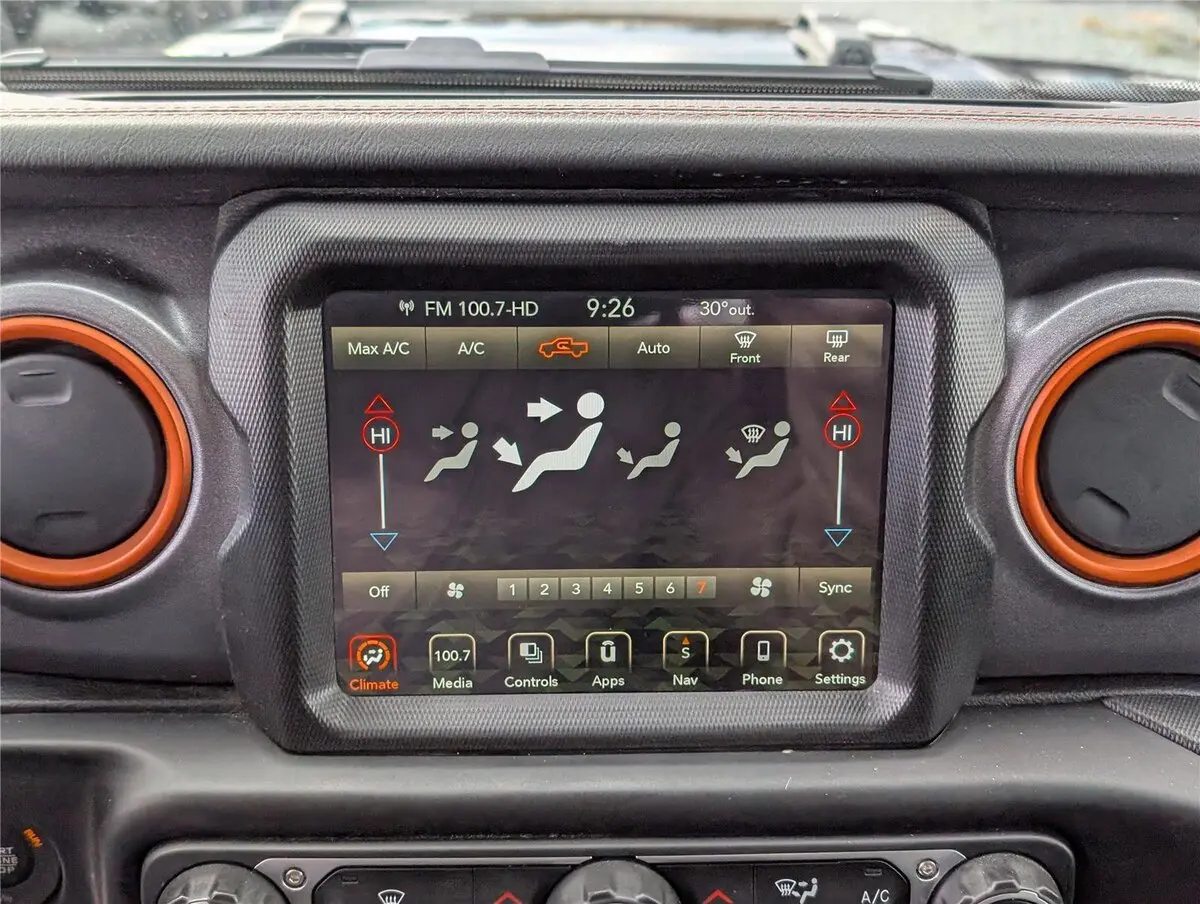 FM 100.7-HD 9:26 30°out.
Max A/C A/C Auto Front Rear
HI HI
Off 1 2 3 4 5 6 7 Sync
100.7 S
Climate Media Controls Apps Nav Phone Settings
RUN
A/C